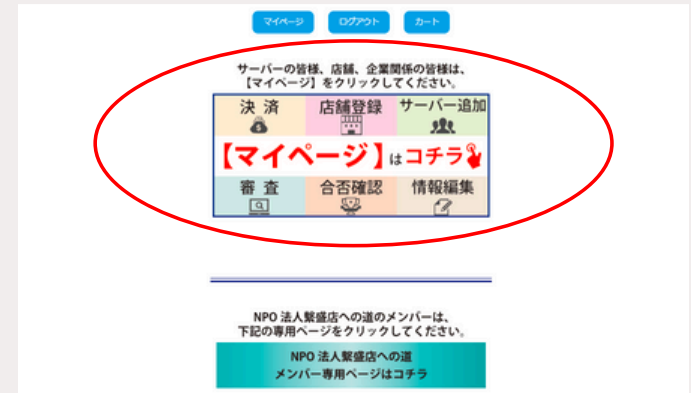 マイページ ログアウト カート
サーバーの皆様、店舗、企業関係の皆様は、
【マイページ】をクリックしてください。
決 済 店舗登録 サーバー追加
【マイページ】はコチラ
審 査 合否確認 情報編集
NPO 法人繁盛店への道のメンバーは、
下記の専用ページをクリックしてください。
NPO 法人繁盛店への道
メンバー専用ページはコチラ